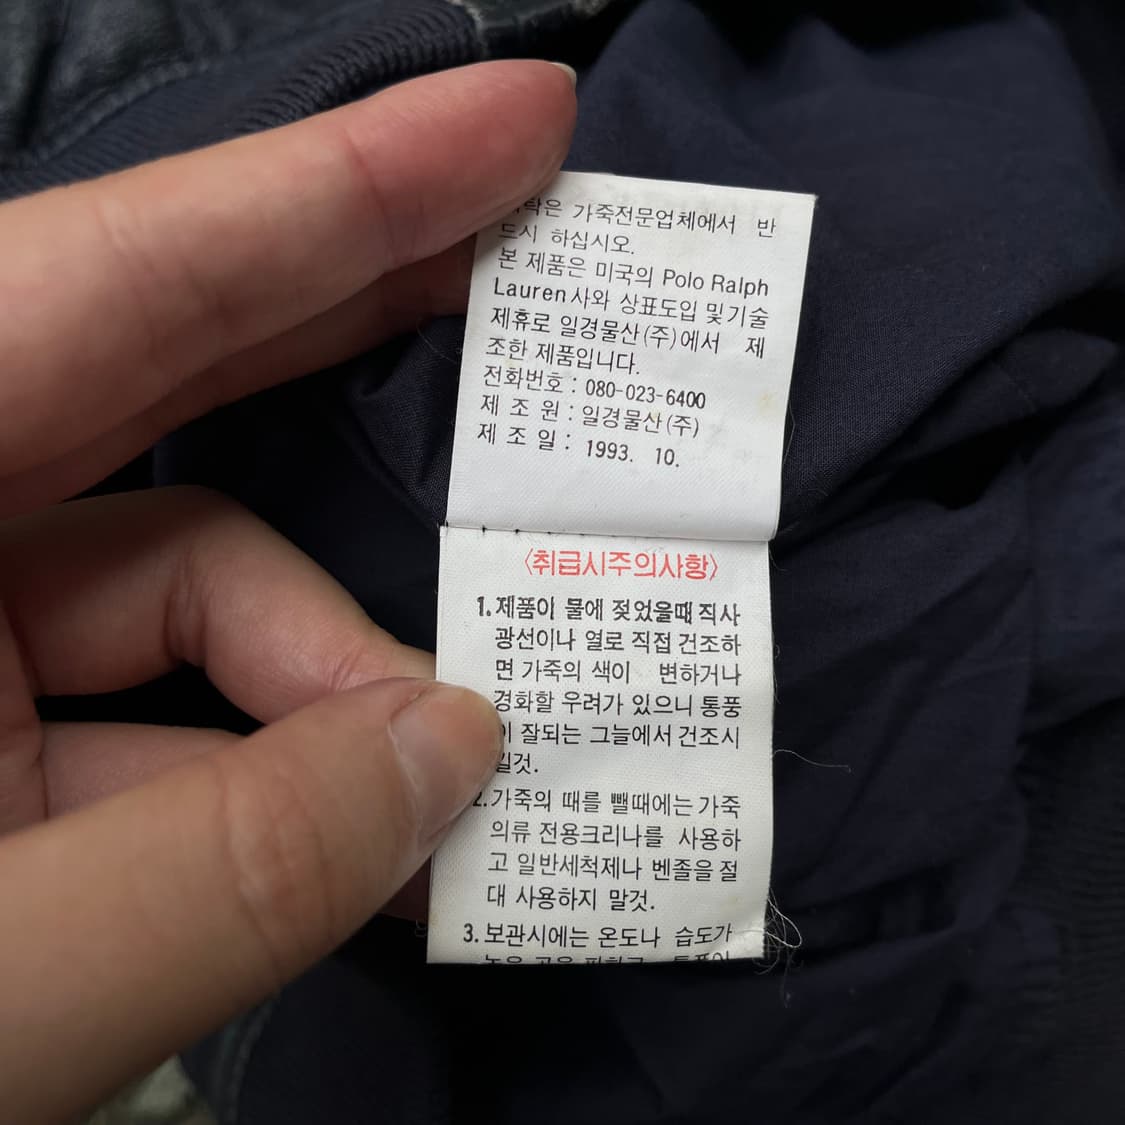 가죽전문업체에서 반
드시 하십시오.
본 제품은 미국의 Polo Ralph
Lauren사와 상표도입 및기술
제휴로 일경물산(주)에서 제
조한 제품입니다.
전화번호 : 080-023-6400
제 조 원 : 일경물산(주)
제 조 일 : 1993. 10.
〈취급시주의사항〉
1. 제품이 물에 젖었을때 직사
광선이나 열로 직접 건조하
면 가죽의 색이 변하거나
경화할 우려가 있으니 통풍
이 잘되는 그늘에서 건조시
킬것.
2. 가죽의 때를 뺄때에는 가죽
의류 전용크리나를 사용하
고 일반세척제나 벤졸을 절
대 사용하지 말것.
3. 보관시에는 온도나 습도가